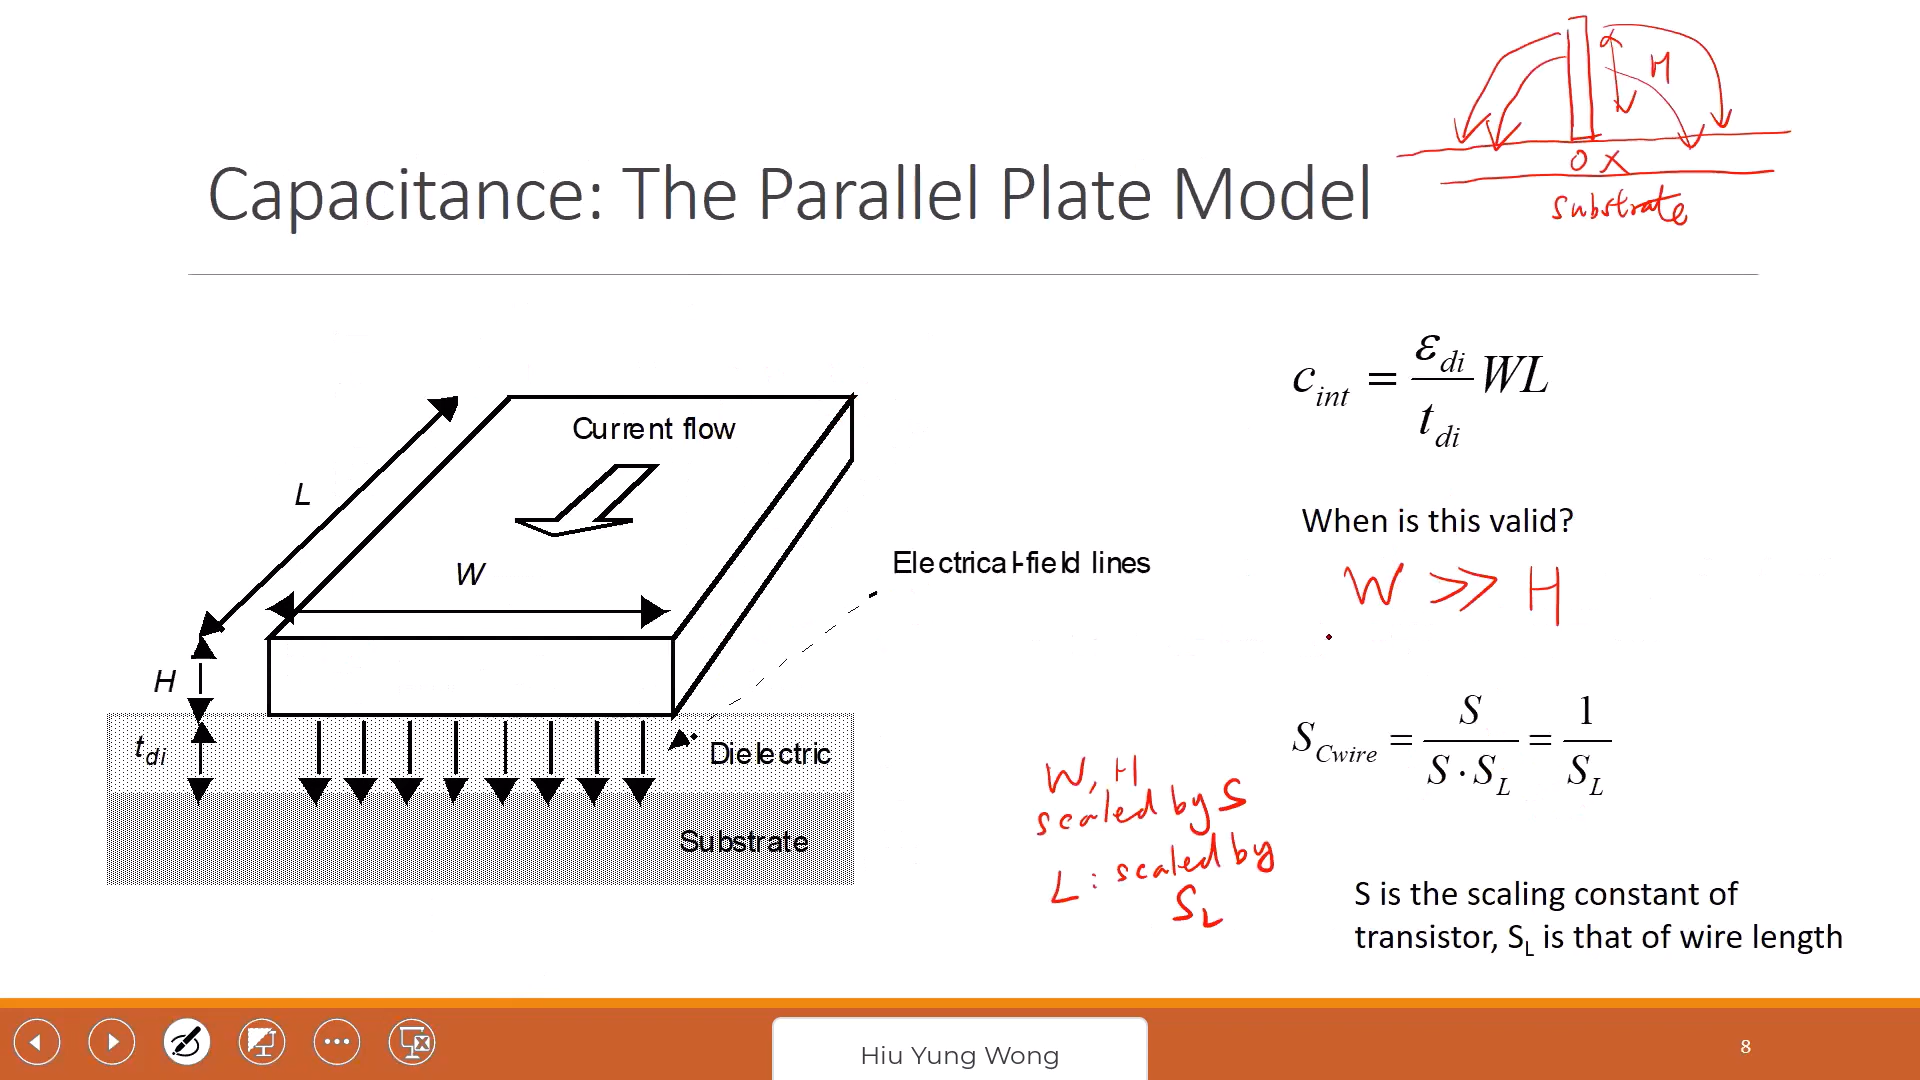 H
OX
substrate
Capacitance: The Parallel Plate Model
Current flow
L
W
H
t_di
Electrical-field lines
Dielectric
Substrate
c_int = ε_di / t_di WL
When is this valid?
W >> H
S_Cwire = S / (S · S_L) = 1 / S_L
W, H
scaled by S
L: scaled by
S_L
S is the scaling constant of
transistor, S_L is that of wire length
Hiu Yung Wong
8